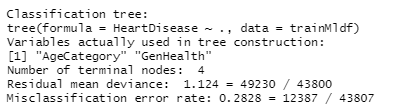 Classification tree:
tree(formula = HeartDisease ~ ., data = trainMldf)
Variables actually used in tree construction:
[1] "AgeCategory" "GenHealth"
Number of terminal nodes:  4
Residual mean deviance:  1.124 = 49230 / 43800
Misclassification error rate: 0.2828 = 12387 / 43807